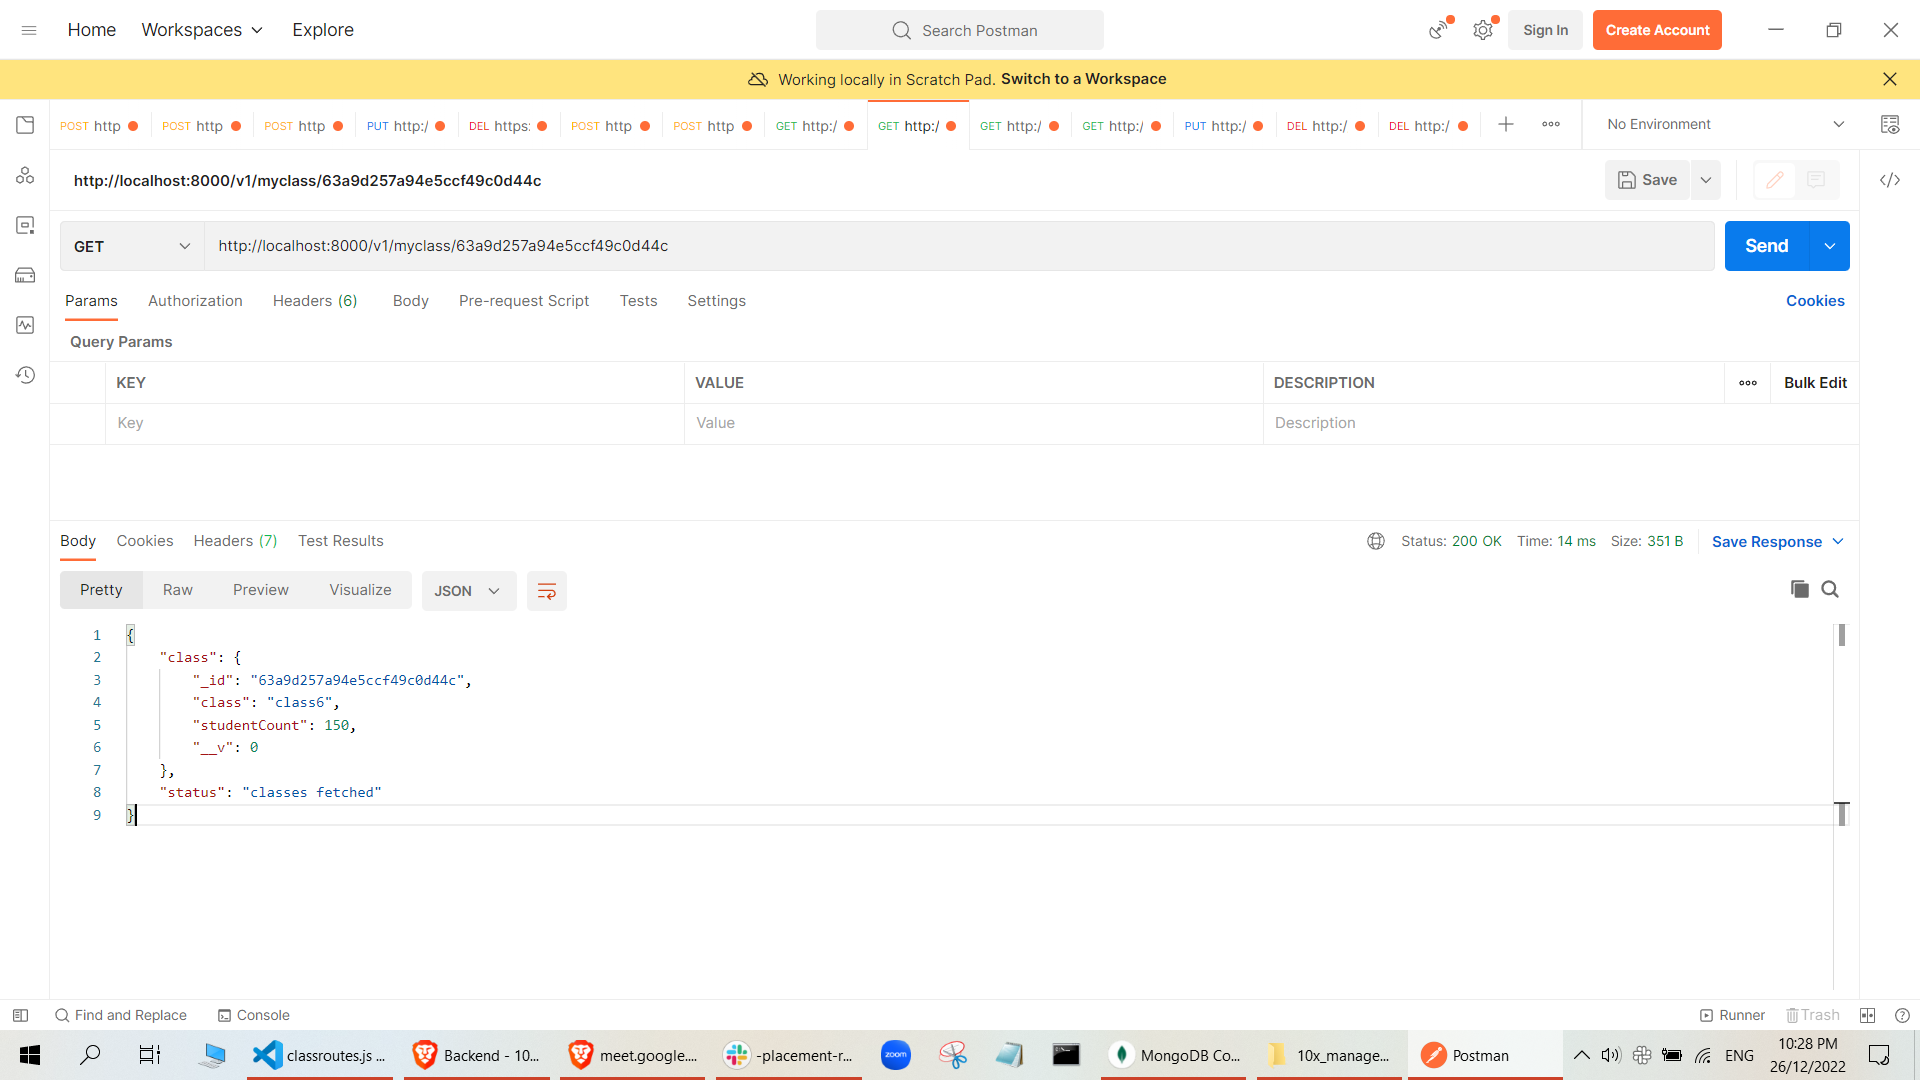 Home Workspaces Explore Search Postman Sign In Create Account
Working locally in Scratch Pad. Switch to a Workspace
POST http POST http POST http PUT http:/ DEL https: POST http POST http GET http:/ GET http:/ GET http:/ GET http:/ PUT http:/ DEL http:/ DEL http:/ No Environment
http://localhost:8000/v1/myclass/63a9d257a94e5ccf49c0d44c Save
GET http://localhost:8000/v1/myclass/63a9d257a94e5ccf49c0d44c Send
Params Authorization Headers (6) Body Pre-request Script Tests Settings Cookies
Query Params
KEY VALUE DESCRIPTION Bulk Edit
Key Value Description
Body Cookies Headers (7) Test Results Status: 200 OK Time: 14 ms Size: 351 B Save Response
Pretty Raw Preview Visualize JSON
1 {
2 "class": {
3 "_id": "63a9d257a94e5ccf49c0d44c",
4 "class": "class6",
5 "studentCount": 150,
6 "__v": 0
7 },
8 "status": "classes fetched"
9 }
Find and Replace Console Runner Trash
classroutes.js ... Backend - 10... meet.google.... -placement-r... zoom MongoDB Co... 10x_manage... Postman ENG 10:28 PM
26/12/2022